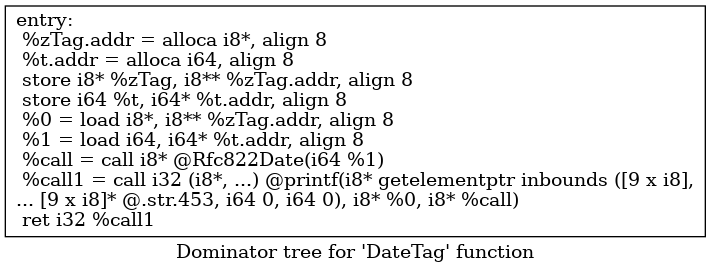 entry:
%zTag.addr = alloca i8*, align 8
%t.addr = alloca i64, align 8
store i8* %zTag, i8** %zTag.addr, align 8
store i64 %t, i64* %t.addr, align 8
%0 = load i8*, i8** %zTag.addr, align 8
%1 = load i64, i64* %t.addr, align 8
%call = call i8* @Rfc822Date(i64 %1)
%call1 = call i32 (i8*, ...) @printf(i8* getelementptr inbounds ([9 x i8],
... [9 x i8]* @.str.453, i64 0, i64 0), i8* %0, i8* %call)
ret i32 %call1
Dominator tree for 'DateTag' function